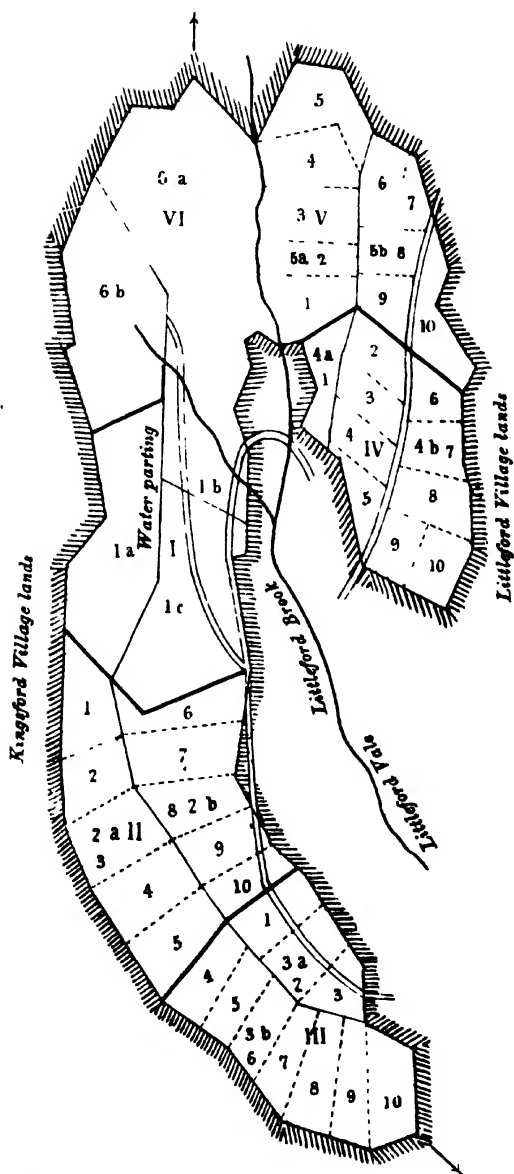 5
4
6
7
6 a
VI
3 V
5a 2
5b 8
6 b
1
9
10
4a
1
2
3
6
4 IV
4 b 7
1 b
5
8
1 a
I
9
10
1 c
Water parting
Kingsford Village lands
Littleford Village lands
Littleford Brook
Littleford Vale
1
6
2
7
8 2 b
2 a II
3
9
4
10
1
5
3 a
2
3
4
5
3 b
III
6
7
8
9
10